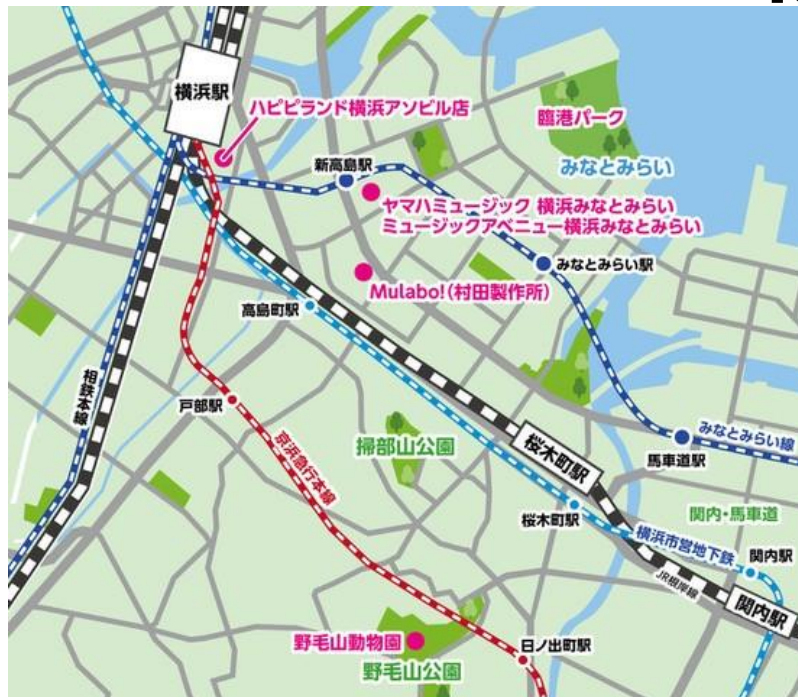 横浜駅
ハピピランド横浜アソビル店
臨港パーク
新高島駅
みなとみらい
ヤマハミュージック 横浜みなとみらい
ミュージックアベニュー横浜みなとみらい
みなとみらい駅
Mulabo!(村田製作所)
高島町駅
相鉄本線
戸部駅
京浜急行本線
掃部山公園
桜木町駅
みなとみらい線
馬車道駅
桜木町駅
関内・馬車道
横浜市営地下鉄
関内駅
JR根岸線
関内駅
野毛山動物園
日ノ出町駅
野毛山公園